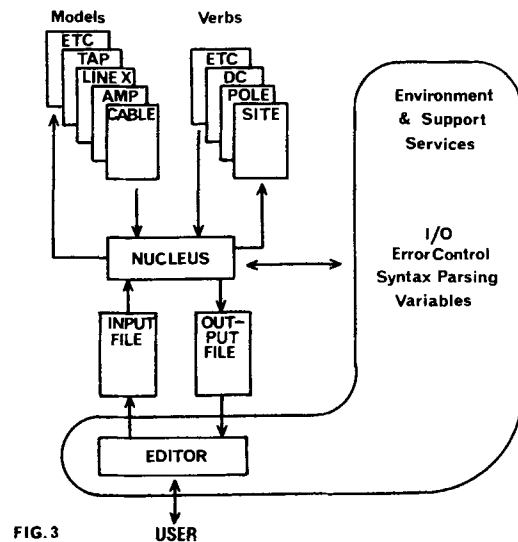 Models
Verbs
ETC
TAP
LINE X
AMP
CABLE
ETC
DC
POLE
SITE
Environment
& Support
Services
I/O
Error Control
Syntax Parsing
Variables
NUCLEUS
INPUT
FILE
OUT-
PUT
FILE
EDITOR
FIG. 3
USER